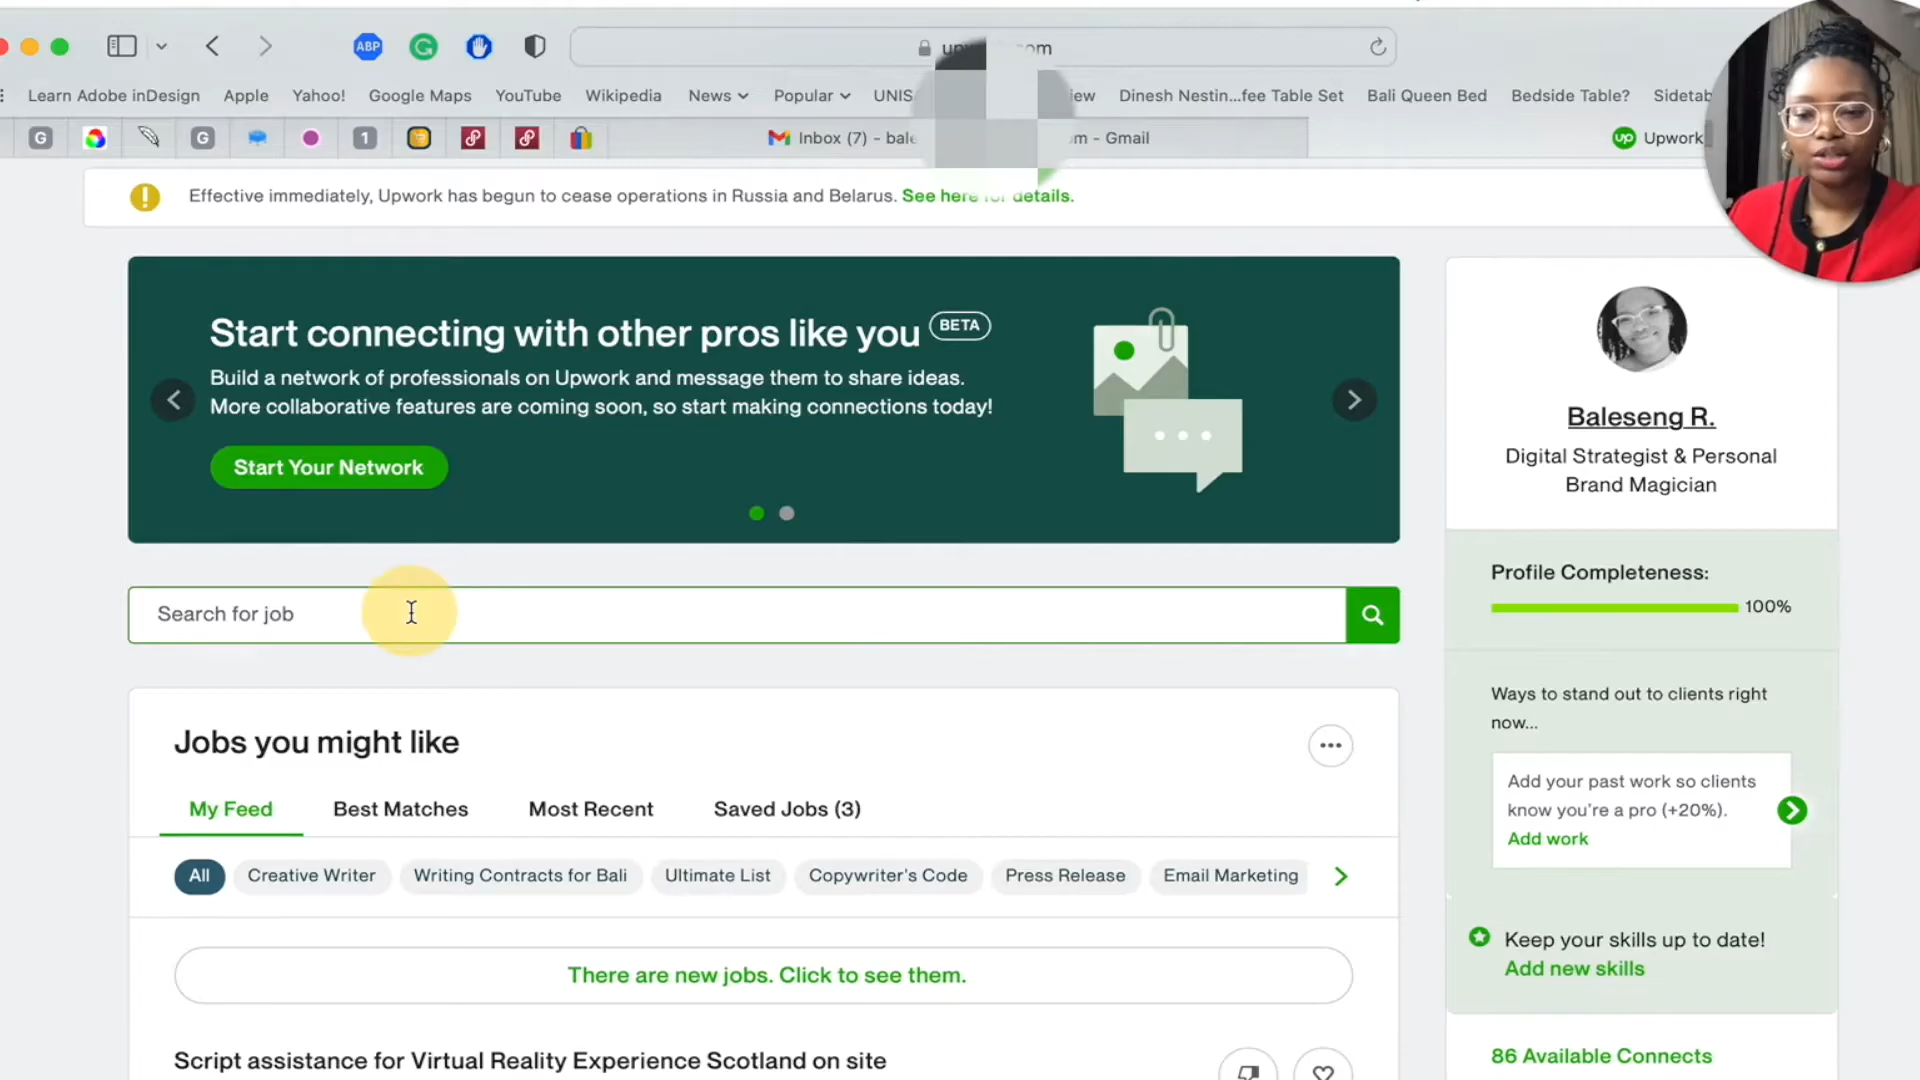 ABP
Learn Adobe inDesign Apple Yahoo! Google Maps YouTube Wikipedia News Popular Dinesh Nestin...fee Table Set Bali Queen Bed Bedside Table?
G G 1 Inbox (7) - - Gmail up Upwork
Effective immediately, Upwork has begun to cease operations in Russia and Belarus. See here for details.
Start connecting with other pros like you BETA
Build a network of professionals on Upwork and message them to share ideas.
More collaborative features are coming soon, so start making connections today!
Start Your Network
Baleseng R.
Digital Strategist & Personal
Brand Magician
Search for job
Profile Completeness:
100%
Ways to stand out to clients right
now...
Add your past work so clients
know you're a pro (+20%).
Add work
Jobs you might like
My Feed Best Matches Most Recent Saved Jobs (3)
All Creative Writer Writing Contracts for Bali Ultimate List Copywriter's Code Press Release Email Marketing
Keep your skills up to date!
Add new skills
There are new jobs. Click to see them.
Script assistance for Virtual Reality Experience Scotland on site
86 Available Connects